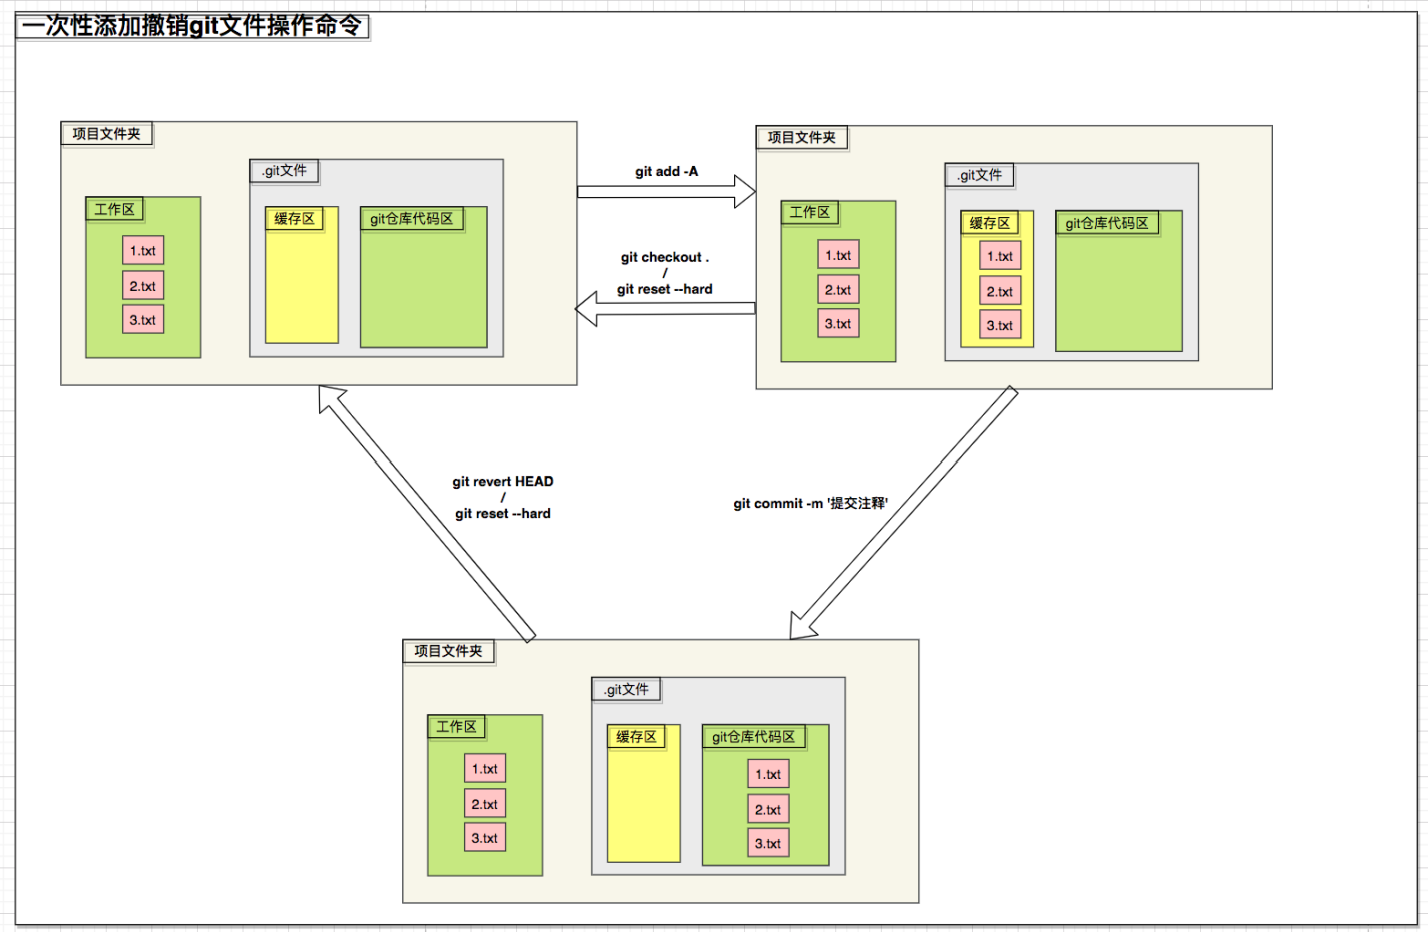 一次性添加撤销git文件操作命令
项目文件夹
.git文件
工作区
缓存区
git仓库代码区
1.txt
2.txt
3.txt
git add -A
git checkout .
/
git reset --hard
项目文件夹
.git文件
工作区
缓存区
git仓库代码区
1.txt
1.txt
2.txt
2.txt
3.txt
3.txt
git revert HEAD
/
git reset --hard
git commit -m '提交注释'
项目文件夹
.git文件
工作区
缓存区
git仓库代码区
1.txt
1.txt
2.txt
2.txt
3.txt
3.txt